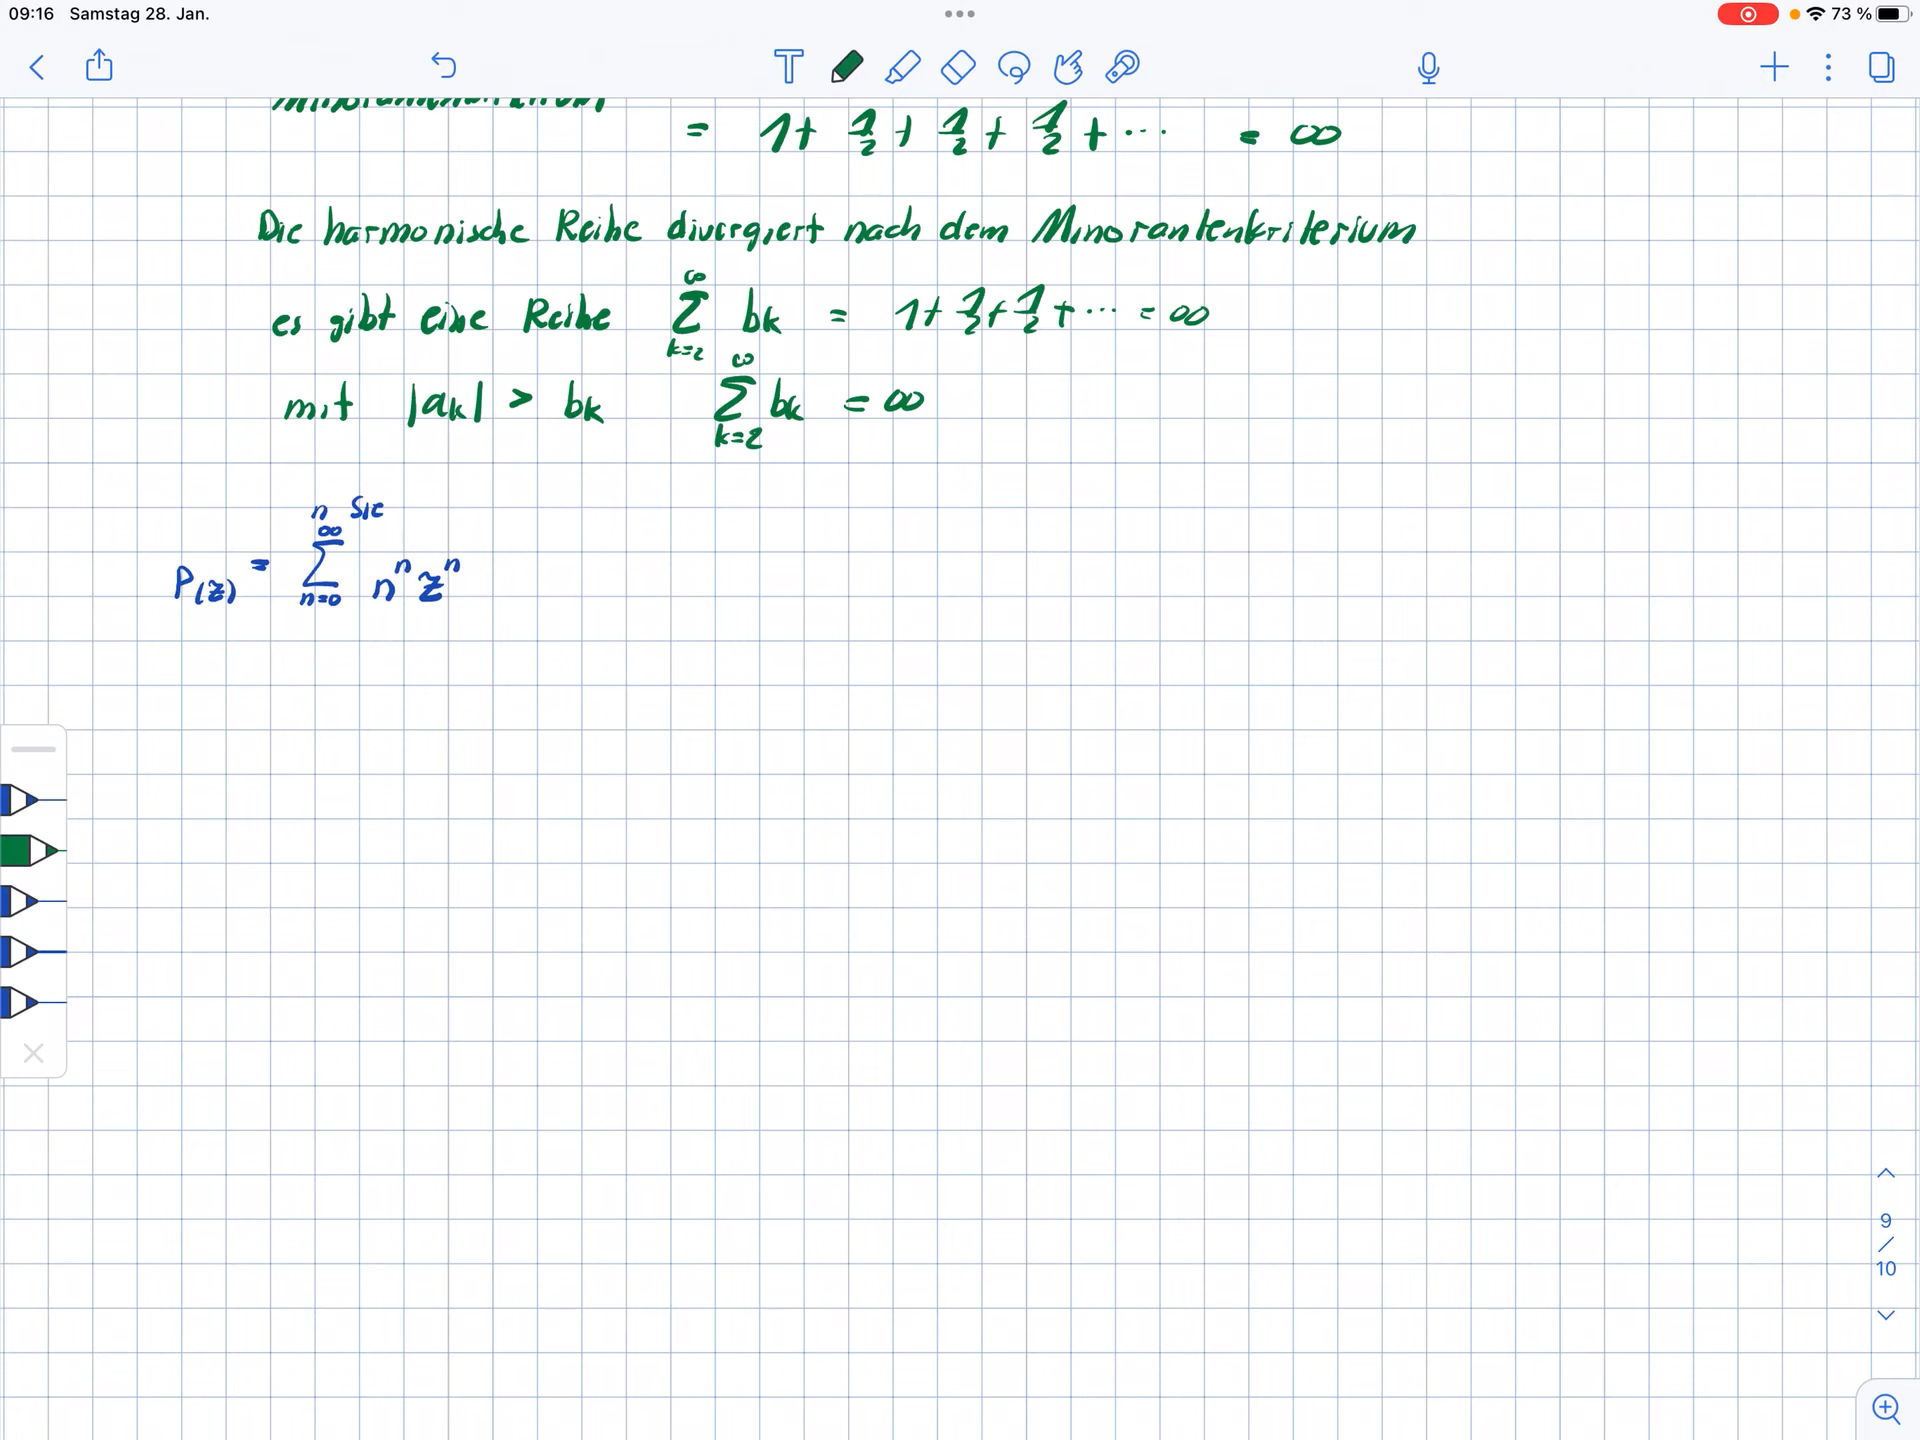 09:16 Samstag 28. Jan. 73 %
= 1 + 1/2 + 1/2 + 1/2 + ... = ∞
Die harmonische Reihe divergiert nach dem Minorantenkriterium
es gibt eine Reihe ∑_{k=2}^{∞} bk = 1 + 1/2 + 1/2 + ... = ∞
mit |ak| > bk ∑_{k=2}^{∞} bk = ∞
n Sie
P(z) = ∑_{n=0}^{∞} n^n z^n
9
/
10